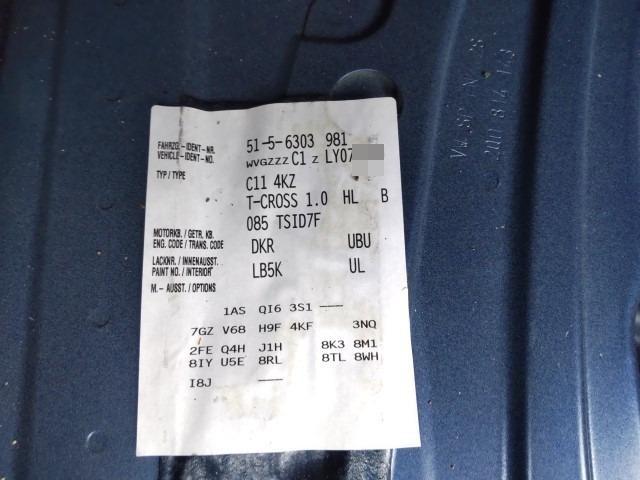 51-5-6303 981
FAHRZG.-IDENT-NR.
VEHICLE-IDENT-NO.
WVGZZZ C1 Z LY07
TYP / TYPE
C11 4KZ
T-CROSS 1.0 HL B
085 TSID7F
MOTORKB. / GETR. KB.
ENG. CODE / TRANS. CODE
DKR UBU
LACKNR. / INNENAUSST.
PAINT NO. / INTERIOR
LB5K UL
M.- AUSST. / OPTIONS
1AS QI6 3S1 ——
7GZ V68 H9F 4KF 3NQ
2FE Q4H J1H 8K3 8M1
8IY U5E 8RL 8TL 8WH
I8J ——